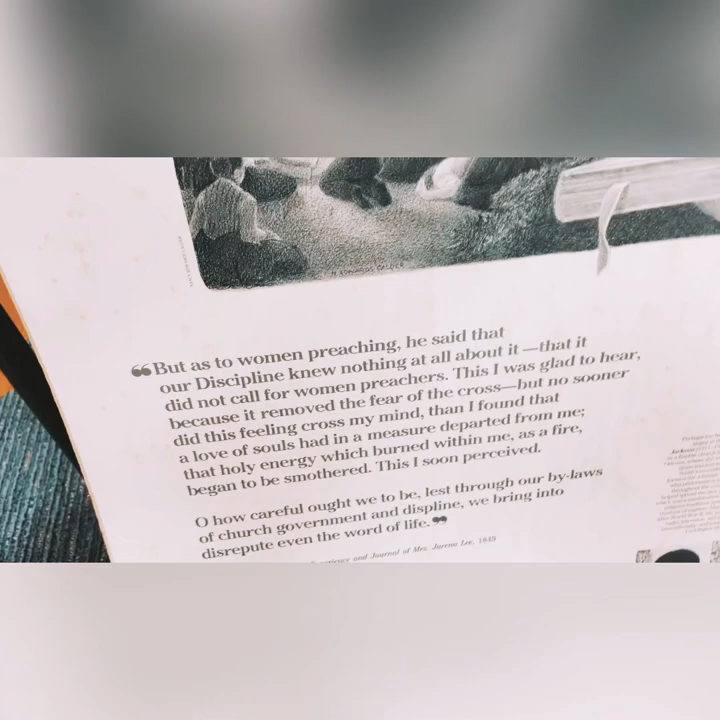 ❝But as to women preaching, he said that
our Discipline knew nothing at all about it —that it
did not call for women preachers. This I was glad to hear,
because it removed the fear of the cross—but no sooner
did this feeling cross my mind, than I found that
a love of souls had in a measure departed from me;
that holy energy which burned within me, as a fire,
began to be smothered. This I soon perceived.
O how careful ought we to be, lest through our by-laws
of church government and displine, we bring into
disrepute even the word of life.❞
and Journal of Mrs. Jarena Lee, 1849